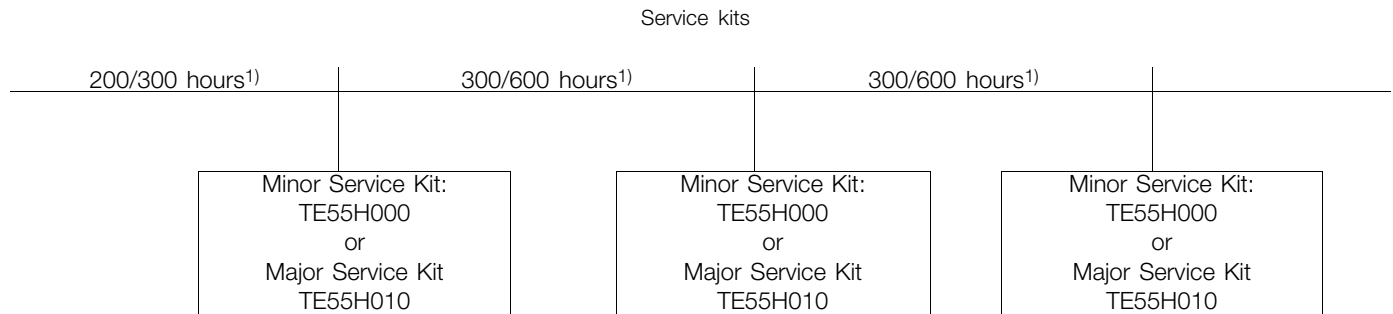 Service kits
200/300 hours1) 300/600 hours1) 300/600 hours1)
Minor Service Kit:
TE55H000
or
Major Service Kit
TE55H010
Minor Service Kit:
TE55H000
or
Major Service Kit
TE55H010
Minor Service Kit:
TE55H000
or
Major Service Kit
TE55H010